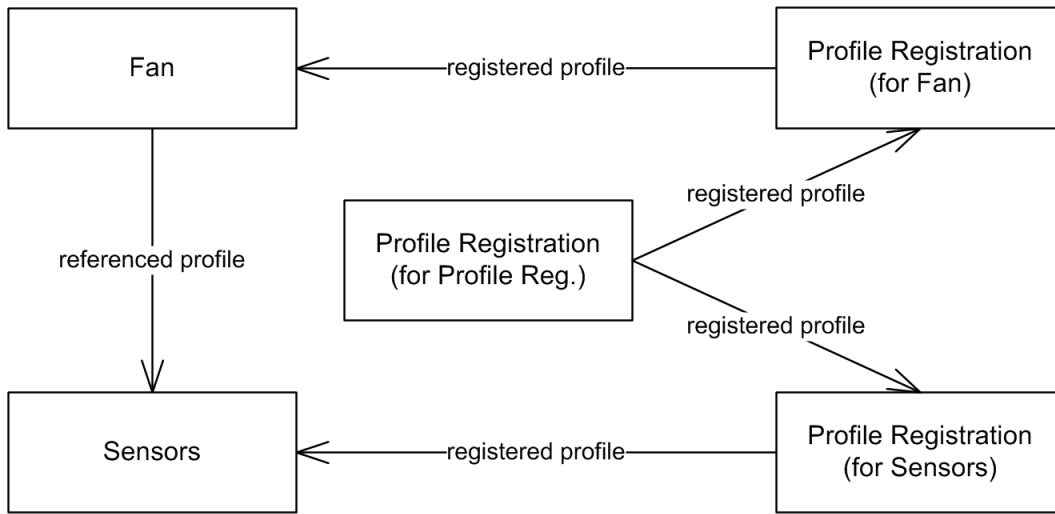 Fan
registered profile
Profile Registration
(for Fan)
registered profile
Profile Registration
(for Profile Reg.)
referenced profile
registered profile
Sensors
registered profile
Profile Registration
(for Sensors)